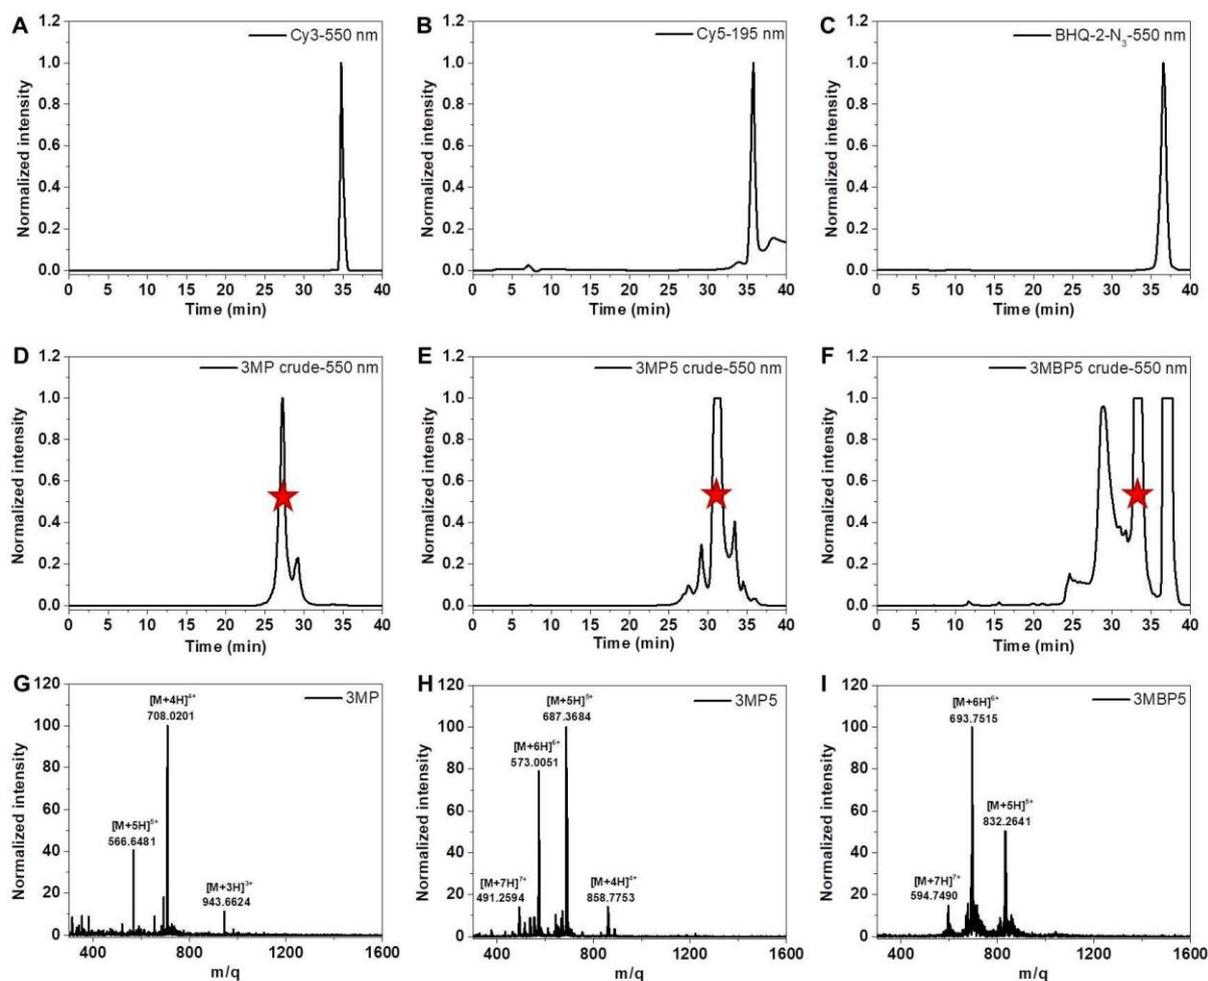 A
Cy3-550 nm
1.2
1.0
0.8
0.6
0.4
0.2
0.0
Normalized intensity
0 5 10 15 20 25 30 35 40
Time (min)
B
Cy5-195 nm
1.2
1.0
0.8
0.6
0.4
0.2
0.0
Normalized intensity
0 5 10 15 20 25 30 35 40
Time (min)
C
BHQ-2-N₃-550 nm
1.2
1.0
0.8
0.6
0.4
0.2
0.0
Normalized intensity
0 5 10 15 20 25 30 35 40
Time (min)
D
3MP crude-550 nm
1.2
1.0
0.8
0.6
0.4
0.2
0.0
Normalized intensity
0 5 10 15 20 25 30 35 40
Time (min)
E
3MP5 crude-550 nm
1.2
1.0
0.8
0.6
0.4
0.2
0.0
Normalized intensity
0 5 10 15 20 25 30 35 40
Time (min)
F
3MBP5 crude-550 nm
1.2
1.0
0.8
0.6
0.4
0.2
0.0
Normalized intensity
0 5 10 15 20 25 30 35 40
Time (min)
G
3MP
120
100
80
60
40
20
0
Normalized intensity
[M+4H]⁴⁺
708.0201
[M+5H]⁵⁺
566.6481
[M+3H]³⁺
943.6624
400 800 1200 1600
m/q
H
3MP5
120
100
80
60
40
20
0
Normalized intensity
[M+5H]⁵⁺
687.3684
[M+6H]⁶⁺
573.0051
[M+7H]⁷⁺
491.2594
[M+4H]⁴⁺
858.7753
400 800 1200 1600
m/q
I
3MBP5
120
100
80
60
40
20
0
Normalized intensity
[M+6H]⁶⁺
693.7515
[M+5H]⁵⁺
832.2641
[M+7H]⁷⁺
594.7490
400 800 1200 1600
m/q